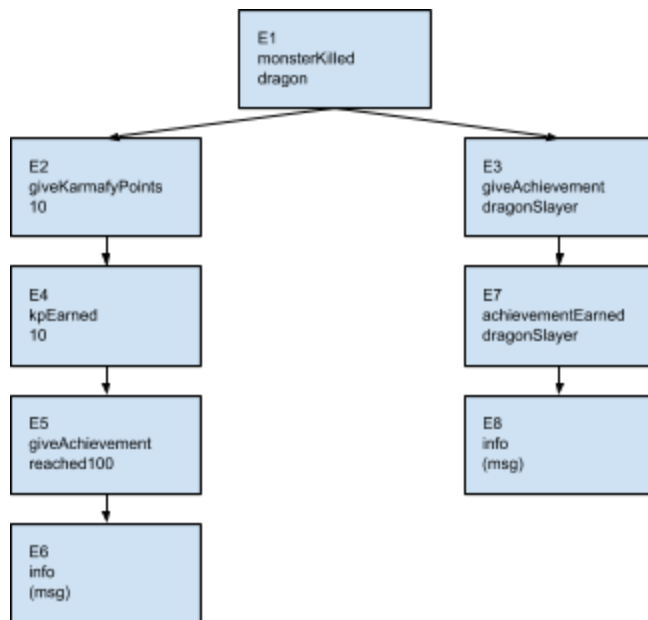 E1
monsterKilled
dragon
E2
giveKarmafyPoints
10
E3
giveAchievement
dragonSlayer
E4
kpEarned
10
E7
achievementEarned
dragonSlayer
E5
giveAchievement
reached100
E8
info
(msg)
E6
info
(msg)